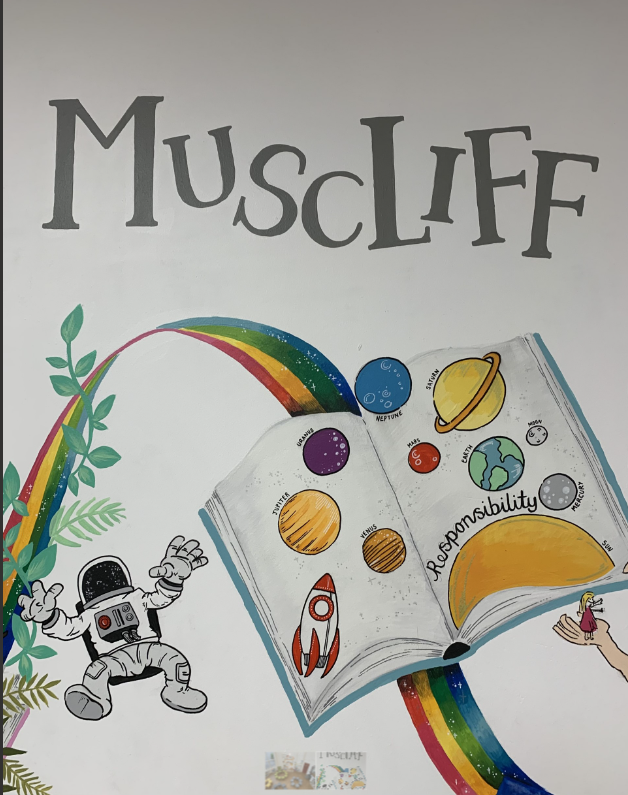 MUSCLIFF
NEPTUNE
SATURN
URANUS
MARS
EARTH
MOON
JUPITER
VENUS
MERCURY
Responsibility
SUN